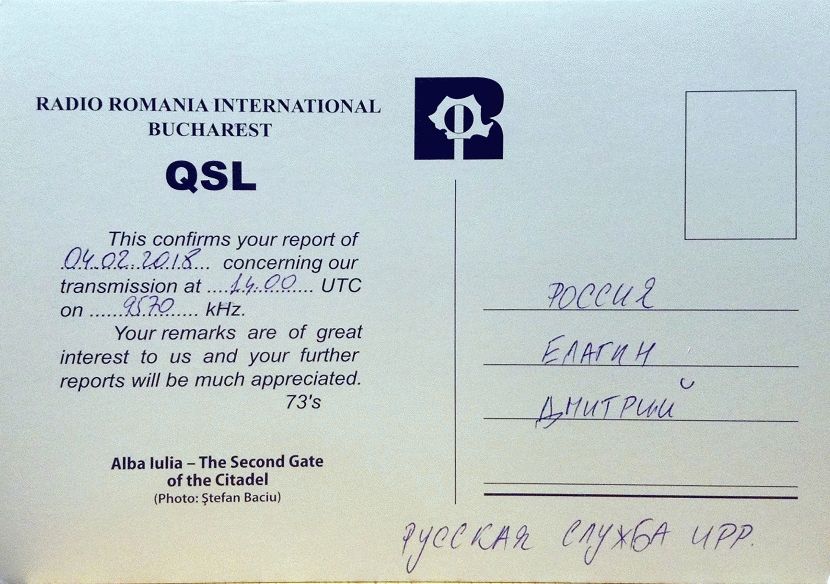 RADIO ROMANIA INTERNATIONAL
BUCHAREST
QSL
This confirms your report of
04.02.2018 concerning our
transmission at ....14.00.... UTC
on ......9570...... kHz.
Your remarks are of great
interest to us and your further
reports will be much appreciated.
73's
Alba Iulia – The Second Gate
of the Citadel
(Photo: Ştefan Baciu)
R
РОССИЯ
ЕЛАГИН
ДМИТРИЙ
РУССКАЯ СЛУЖБА ИРР.